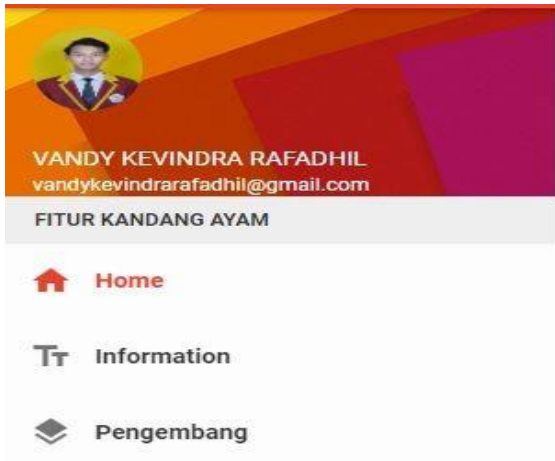 VANDY KEVINDRA RAFADHIL
vandykevindrarafadhil@gmail.com
FITUR KANDANG AYAM
Home
Information
Pengembang